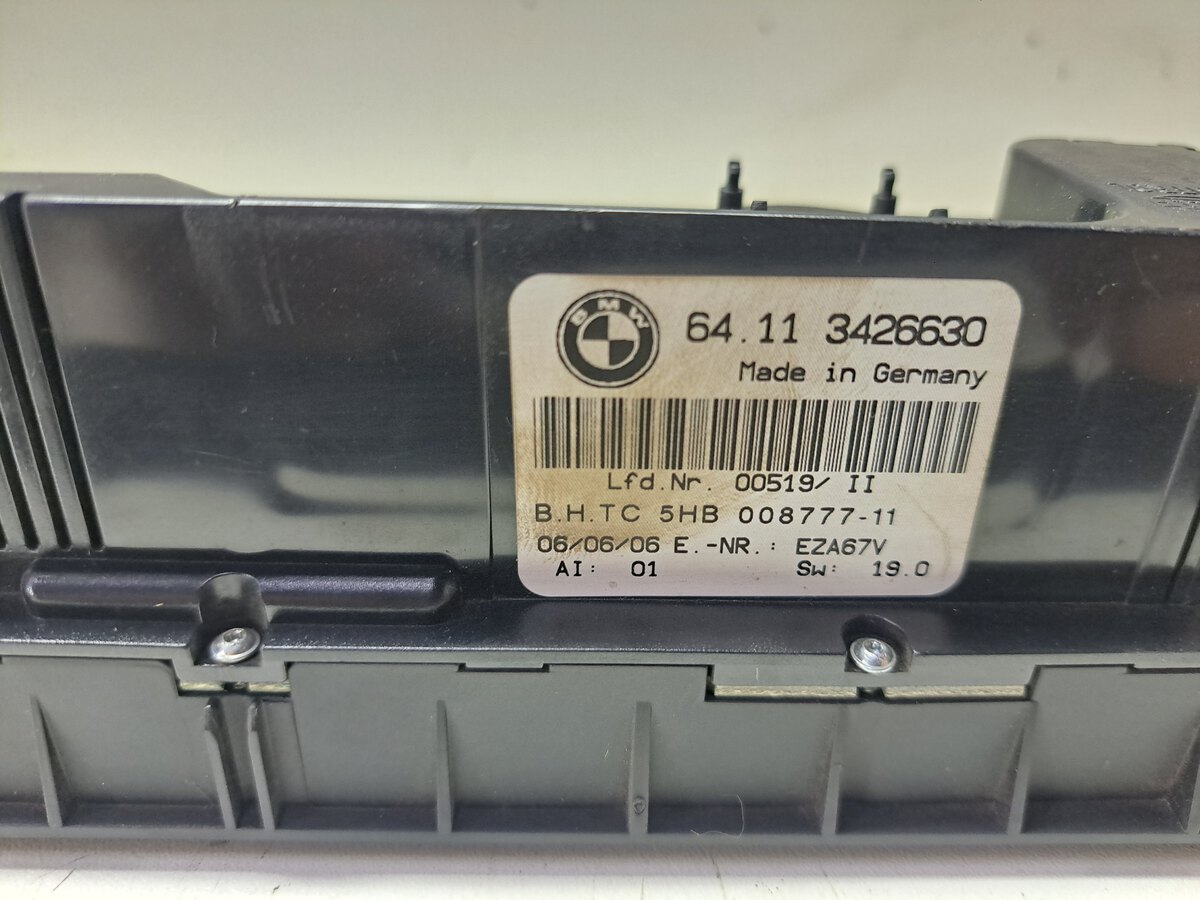 BMW
64.11 3426630
Made in Germany
Lfd.Nr. 00519/ II
B.H.TC 5HB 008777-11
06/06/06 E.-NR.: EZA67V
AI: 01 Sw: 19.0